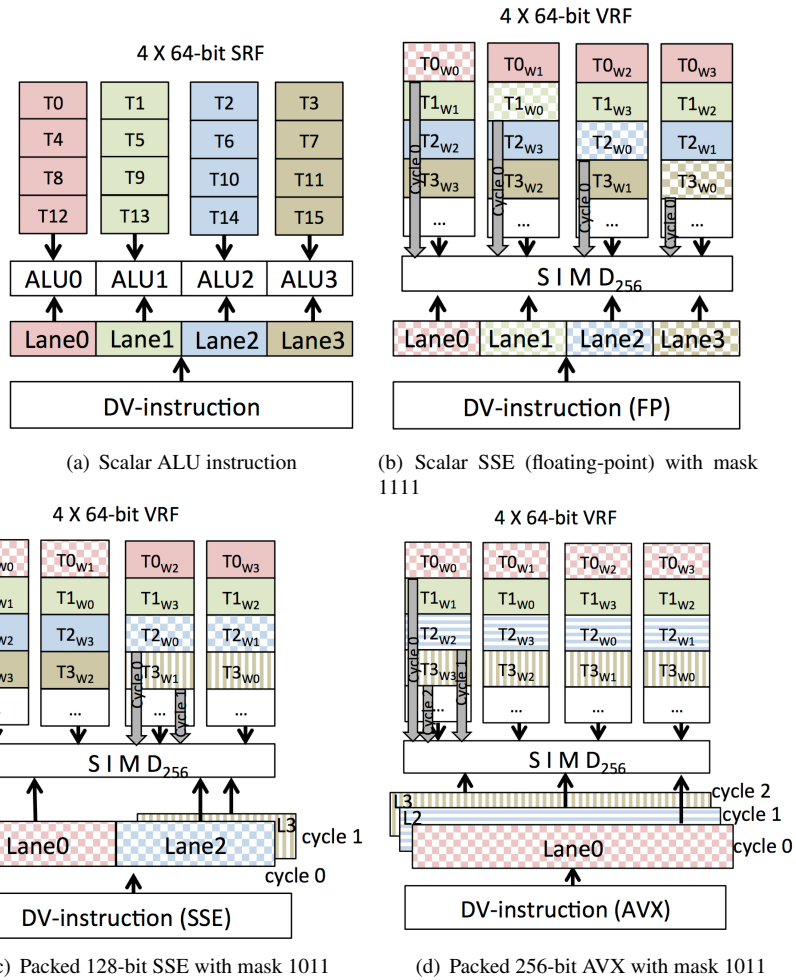 4 X 64-bit SRF
T0 T1 T2 T3
T4 T5 T6 T7
T8 T9 T10 T11
T12 T13 T14 T15
ALU0 ALU1 ALU2 ALU3
Lane0 Lane1 Lane2 Lane3
DV-instruction
(a) Scalar ALU instruction
4 X 64-bit VRF
T0W0 T0W1 T0W2 T0W3
T1W1 T1W0 T1W3 T1W2
T2W2 T2W3 T2W0 T2W1
T3W3 T3W2 T3W1 T3W0
Cycle 0 Cycle 0 Cycle 0 Cycle 0
... ... ... ...
SIMD256
Lane0 Lane1 Lane2 Lane3
DV-instruction (FP)
(b) Scalar SSE (floating-point) with mask
1111
4 X 64-bit VRF
W0 T0W1 T0W2 T0W3
W1 T1W0 T1W3 T1W2
W2 T2W3 T2W0 T2W1
W3 T3W2 T3W1 T3W0
Cycle 0 Cycle 1
... ... ...
SIMD256
L3
cycle 1
Lane0 Lane2
cycle 0
DV-instruction (SSE)
) Packed 128-bit SSE with mask 1011
4 X 64-bit VRF
T0W0 T0W1 T0W2 T0W3
T1W1 T1W0 T1W3 T1W2
T2W2 T2W3 T2W0 T2W1
T3W3 T3W2 T3W1 T3W0
Cycle 0 Cycle 2 Cycle 1
... ... ...
SIMD256
L3 cycle 2
L2 cycle 1
Lane0 cycle 0
DV-instruction (AVX)
(d) Packed 256-bit AVX with mask 1011